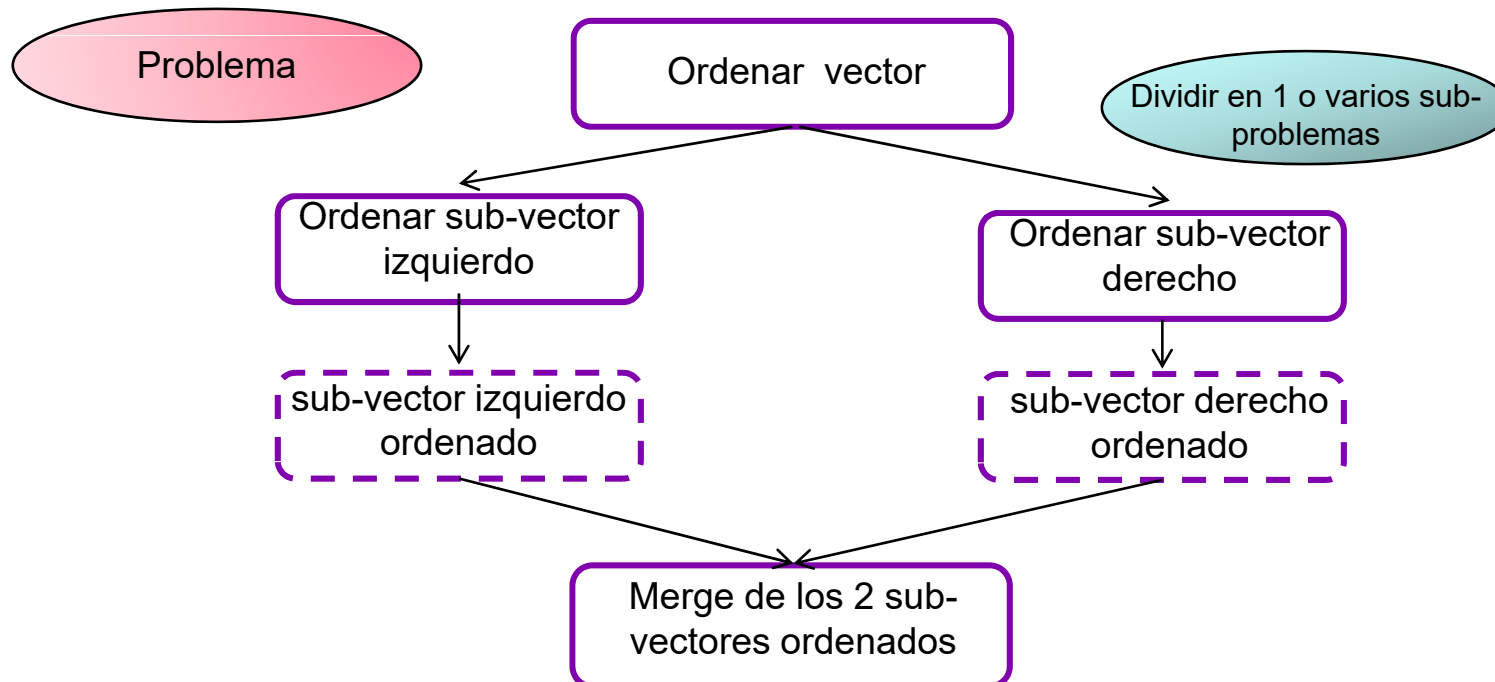 Problema
Ordenar vector
Dividir en 1 o varios sub-
problemas
Ordenar sub-vector
izquierdo
Ordenar sub-vector
derecho
sub-vector izquierdo
ordenado
sub-vector derecho
ordenado
Merge de los 2 sub-
vectores ordenados